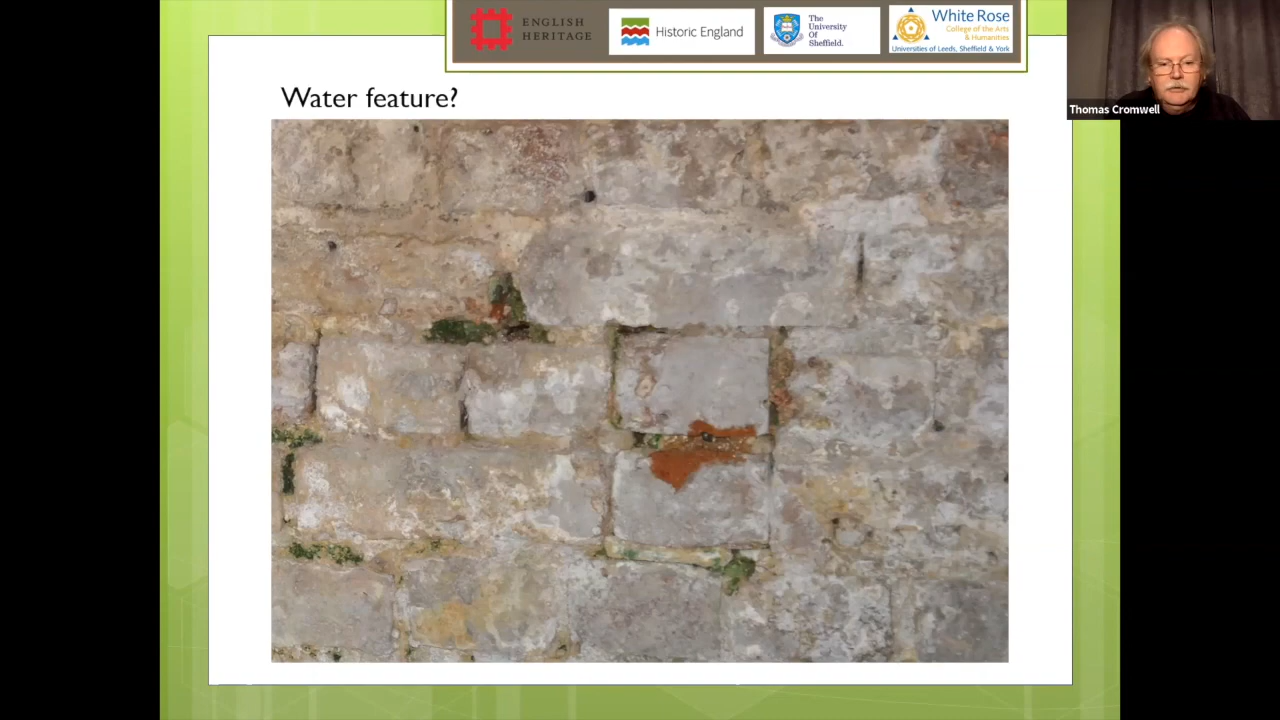 ENGLISH
HERITAGE
Historic England
The
University
Of
Sheffield.
White Rose
College of the Arts
& Humanities
Universities of Leeds, Sheffield & York
Thomas Cromwell
Water feature?